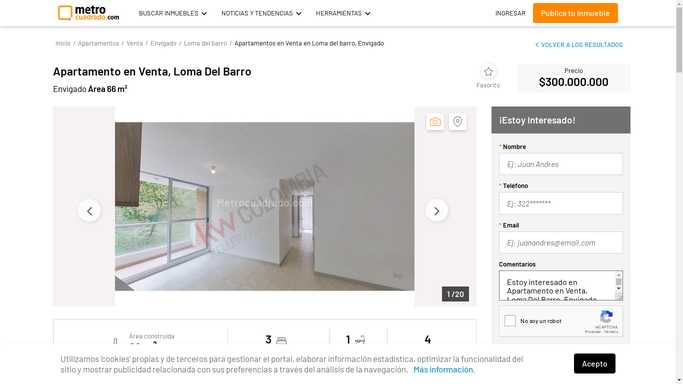 metro
cuadrado.com
BUSCAR INMUEBLES
NOTICIAS Y TENDENCIAS
HERRAMIENTAS
INGRESAR
Publica tu Inmueble
Inicio / Apartamentos / Venta / Envigado / Loma del barro / Apartamentos en Venta en Loma del barro, Envigado
VOLVER A LOS RESULTADOS
Apartamento en Venta, Loma Del Barro
Envigado Área 66 m²
Favorito
Precio
$300.000.000
Metrocuadrado.com
KW COLOMBIA
1 / 20
¡Estoy Interesado!
* Nombre
Ej: Juan Andres
* Teléfono
Ej: 322*******
* Email
Ej: juanandres@email.com
Comentarios
Estoy interesado en
Apartamento en Venta,
Loma Del Barro, Envigado
No soy un robot
reCAPTCHA
Privacidad - Términos
Área construida
3
1
4
Utilizamos 'cookies' propias y de terceros para gestionar el portal, elaborar información estadística, optimizar la funcionalidad del
sitio y mostrar publicidad relacionada con sus preferencias a través del análisis de la navegación. Más información.
Acepto